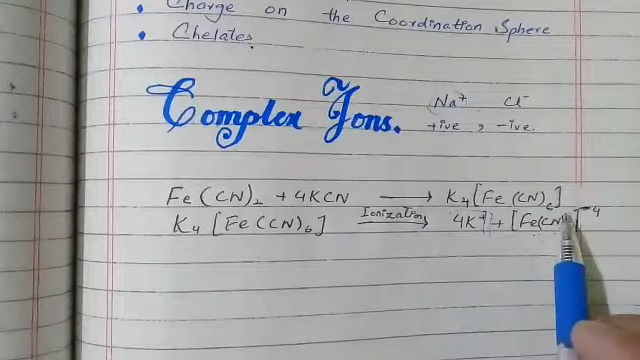 • Charge on the Coordination Sphere
• Chelates.
Complex Ions.
Na⁺ Cl⁻
+ive, -ive.
Fe(CN)₂ + 4KCN → K₄[Fe(CN)₆]
K₄[Fe(CN)₆] Ionization → 4K⁺ + [Fe(CN)]⁻⁴